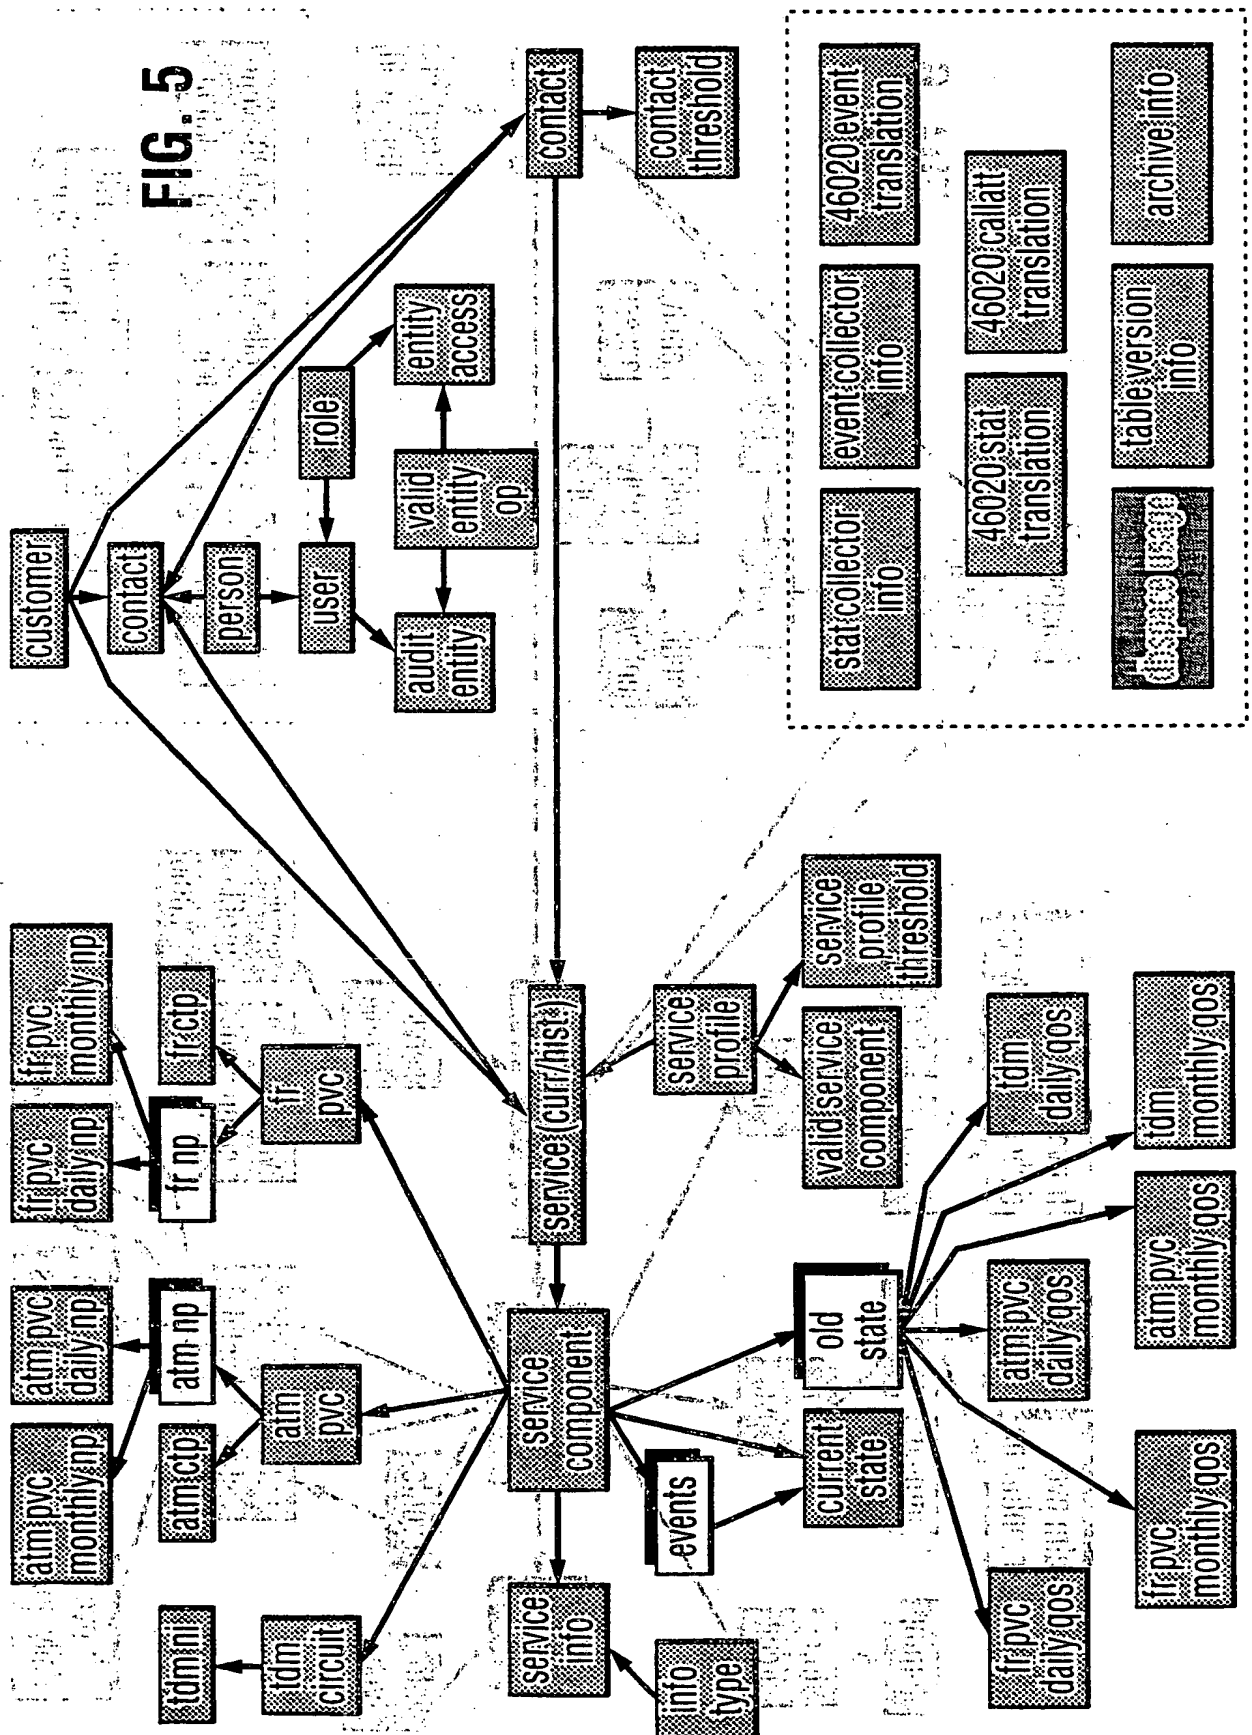 FIG. 5
atm pvc
monthly np
atm pvc
daily np
fr pvc
daily np
fr pvc
monthly np
customer
tdm ni
atm ctp
atm np
fr np
fr ctp
contact
person
tdm
circuit
atm
pvc
fr
pvc
user
role
audit
entity
valid
entity
op
entity
access
service
info
service
component
service (curr/hist)
contact
info
type
events
service
profile
contact
threshold
current
state
old
state
valid service
component
service
profile
threshold
stat collector
info
event collector
info
46020 event
translation
46020 stat
translation
46020 callatt
translation
fr pvc
daily qos
atm pvc
daily qos
tdm
daily qos
fr pvc
monthly qos
atm pvc
monthly qos
tdm
monthly qos
diskspace usage
table version
info
archive info